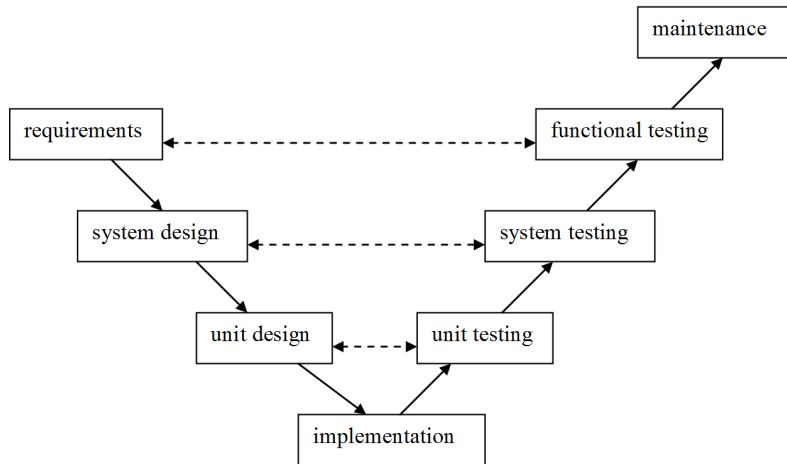 maintenance
requirements
functional testing
system design
system testing
unit design
unit testing
implementation